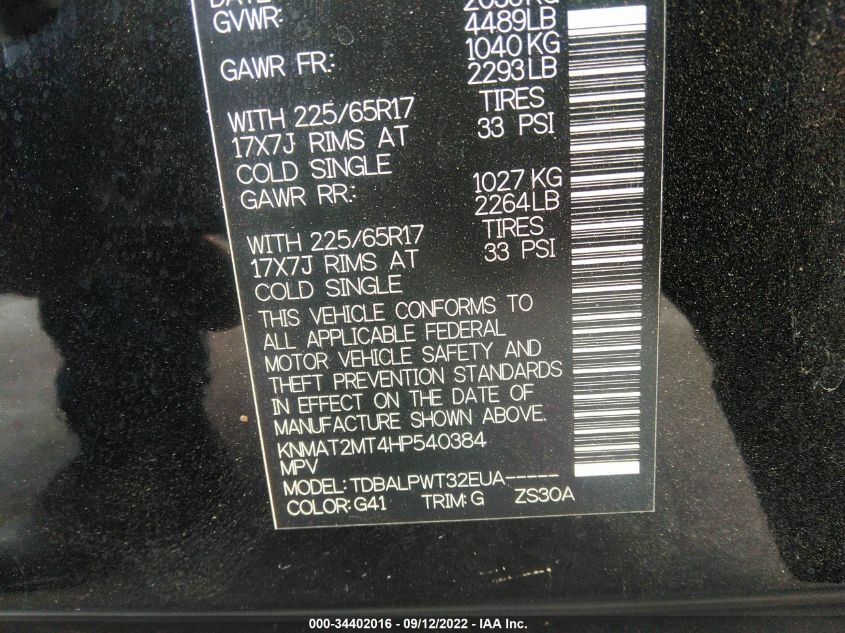 GVWR: 4489LB
GAWR FR.: 1040KG
2293LB
WITH 225/65R17 TIRES
17X7J RIMS AT 33 PSI
COLD SINGLE
GAWR RR.: 1027KG
2264LB
WITH 225/65R17 TIRES
17X7J RIMS AT 33 PSI
COLD SINGLE
THIS VEHICLE CONFORMS TO
ALL APPLICABLE FEDERAL
MOTOR VEHICLE SAFETY AND
THEFT PREVENTION STANDARDS
IN EFFECT ON THE DATE OF
MANUFACTURE SHOWN ABOVE.
KNMAT2MT4HP540384
MPV
MODEL: TDBALPWT32EUA-----
COLOR: G41 TRIM: G ZS30A
000-34402016 - 09/12/2022 - IAA Inc.